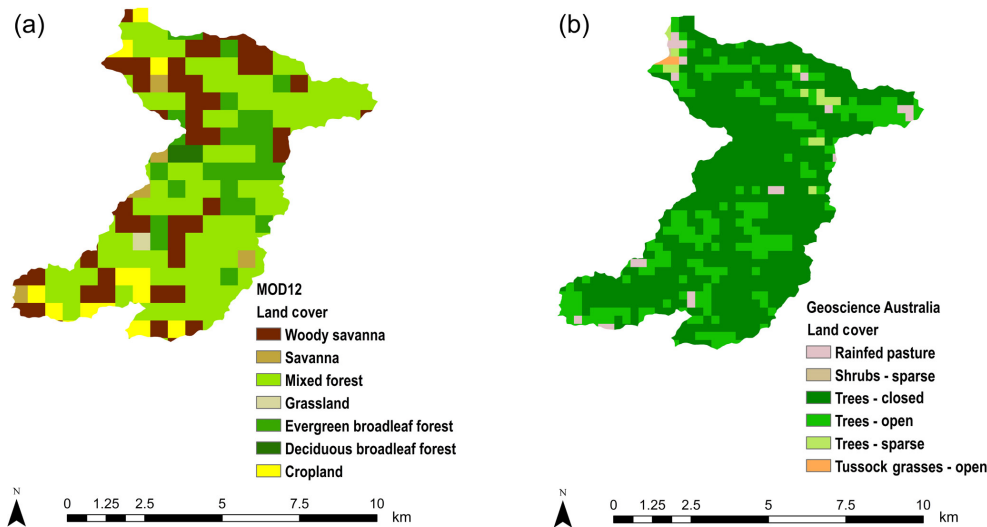 (a)
MOD12
Land cover
Woody savanna
Savanna
Mixed forest
Grassland
Evergreen broadleaf forest
Deciduous broadleaf forest
Cropland
N
0 1.25 2.5 5 7.5 10
km
(b)
Geoscience Australia
Land cover
Rainfed pasture
Shrubs - sparse
Trees - closed
Trees - open
Trees - sparse
Tussock grasses - open
N
0 1.25 2.5 5 7.5 10
km